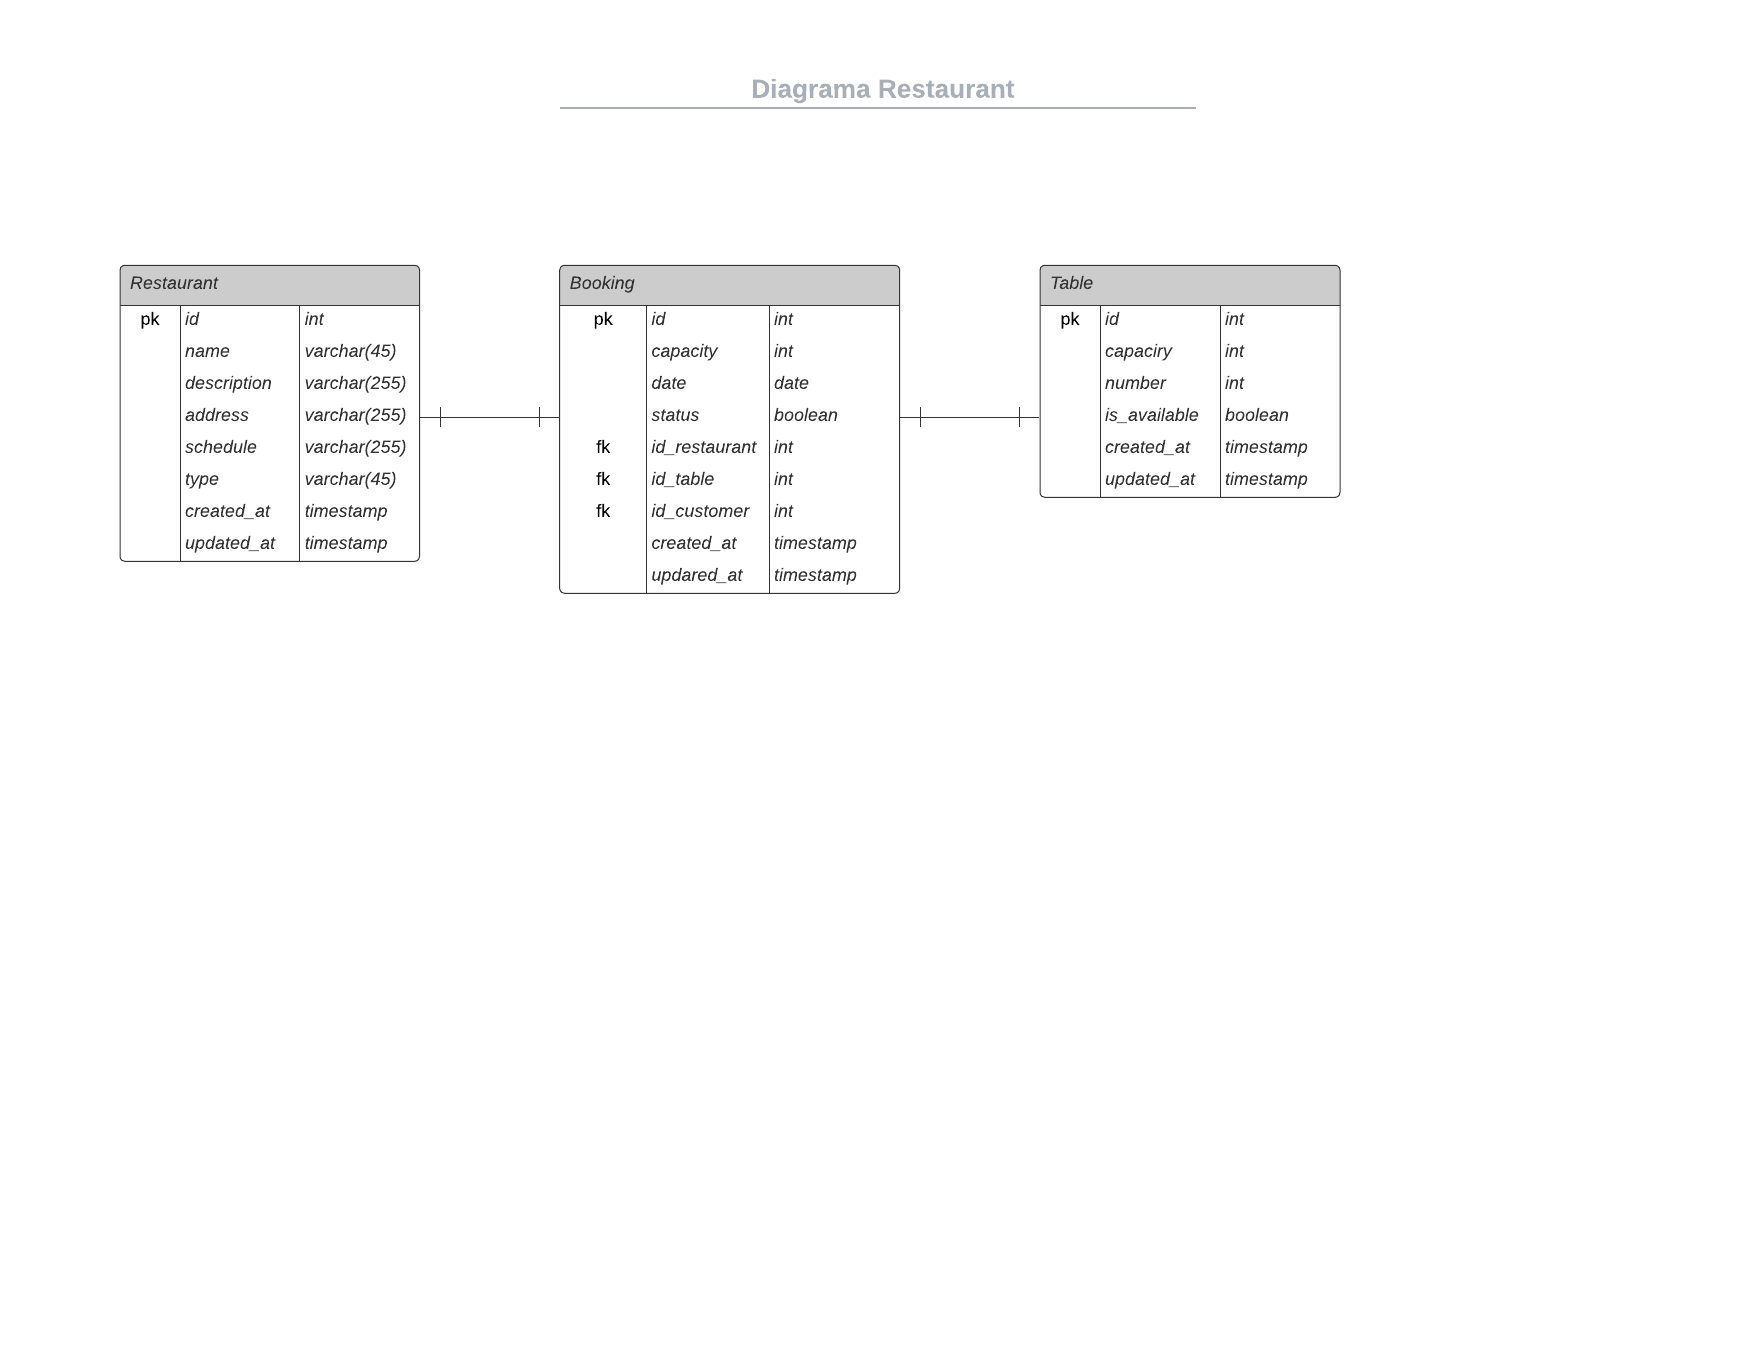 Diagrama Restaurant
Restaurant
pk id int
name varchar(45)
description varchar(255)
address varchar(255)
schedule varchar(255)
type varchar(45)
created_at timestamp
updated_at timestamp
Booking
pk id int
capacity int
date date
status boolean
fk id_restaurant int
fk id_table int
fk id_customer int
created_at timestamp
updared_at timestamp
Table
pk id int
capaciry int
number int
is_available boolean
created_at timestamp
updated_at timestamp